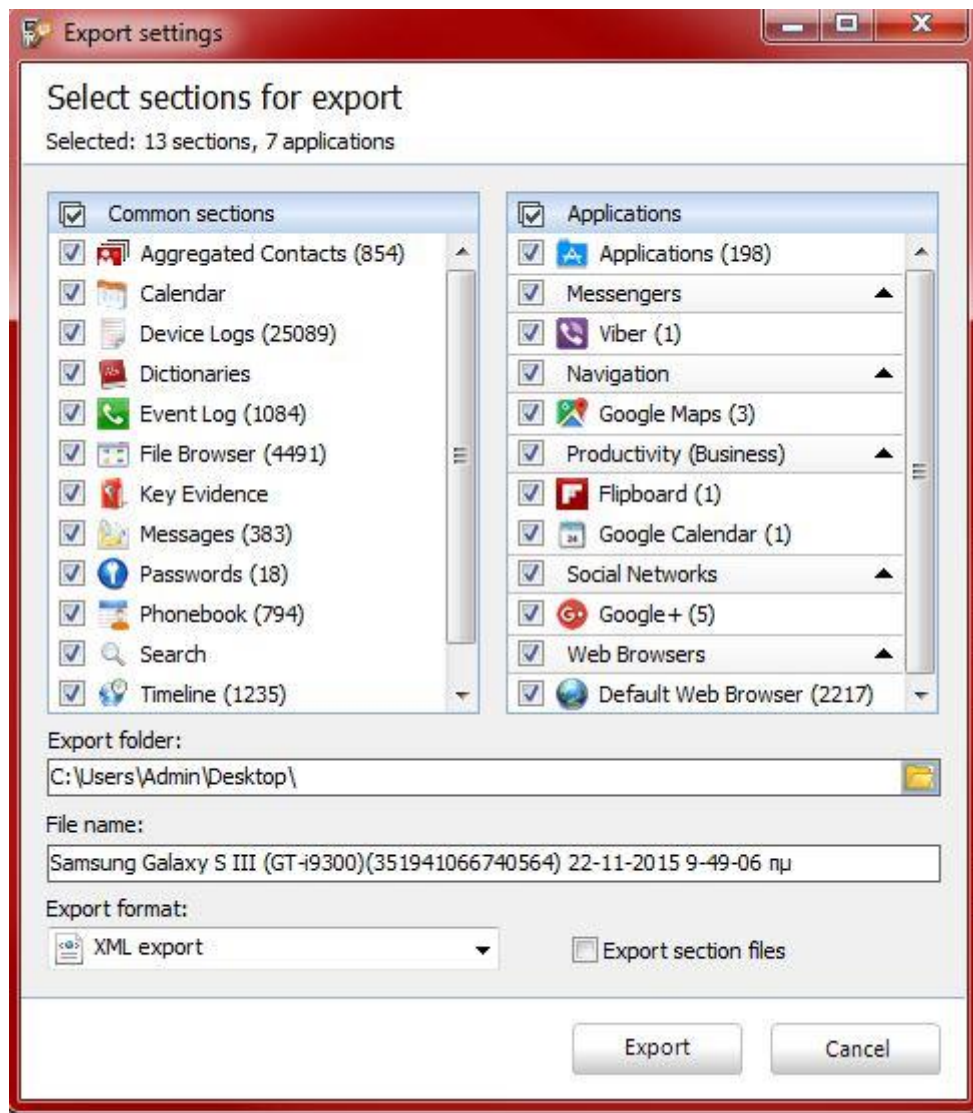 Export settings
Select sections for export
Selected: 13 sections, 7 applications
Common sections
Aggregated Contacts (854)
Calendar
Device Logs (25089)
Dictionaries
Event Log (1084)
File Browser (4491)
Key Evidence
Messages (383)
Passwords (18)
Phonebook (794)
Search
Timeline (1235)
Applications
Applications (198)
Messengers
Viber (1)
Navigation
Google Maps (3)
Productivity (Business)
Flipboard (1)
Google Calendar (1)
Social Networks
Google+ (5)
Web Browsers
Default Web Browser (2217)
Export folder:
C:\Users\Admin\Desktop\
File name:
Samsung Galaxy S III (GT-i9300)(351941066740564) 22-11-2015 9-49-06 πμ
Export format:
XML export
Export section files
Export
Cancel